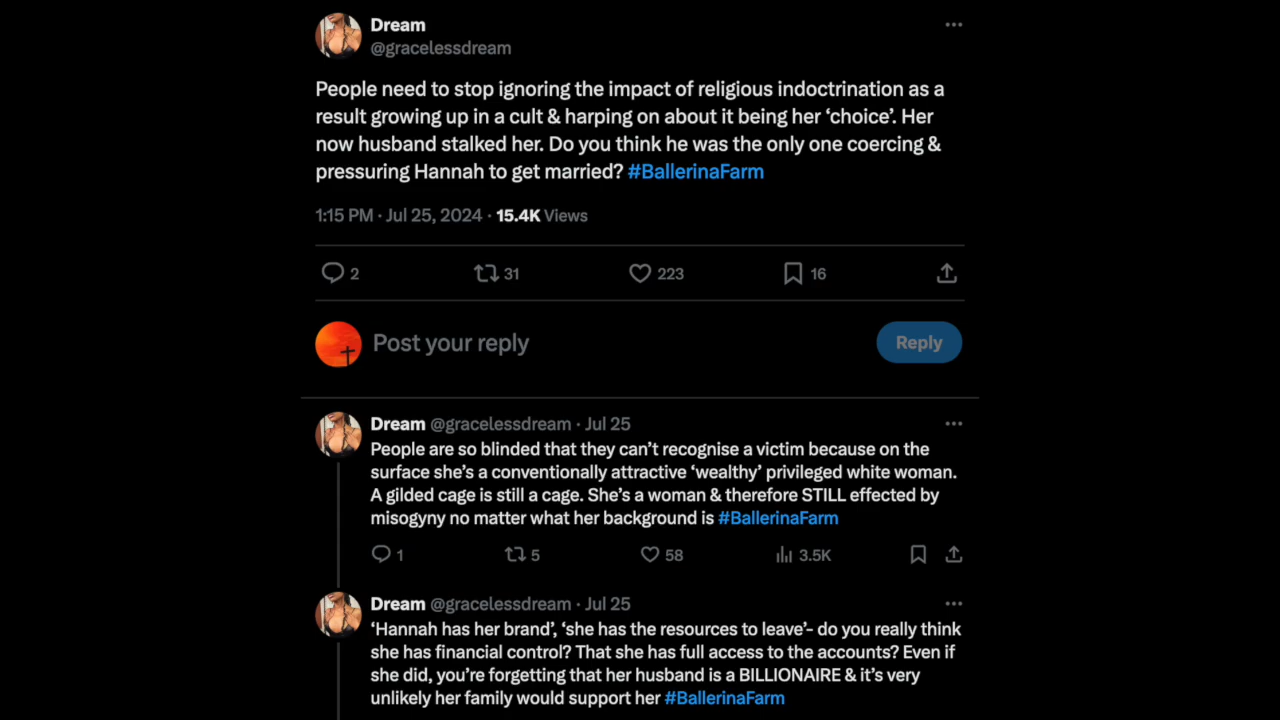 Dream
@gracelessdream
People need to stop ignoring the impact of religious indoctrination as a
result growing up in a cult & harping on about it being her ‘choice’. Her
now husband stalked her. Do you think he was the only one coercing &
pressuring Hannah to get married? #BallerinaFarm
1:15 PM · Jul 25, 2024 · 15.4K Views
2 31 223 16
Post your reply Reply
Dream @gracelessdream · Jul 25
People are so blinded that they can’t recognise a victim because on the
surface she’s a conventionally attractive ‘wealthy’ privileged white woman.
A gilded cage is still a cage. She’s a woman & therefore STILL effected by
misogyny no matter what her background is #BallerinaFarm
1 5 58 3.5K
Dream @gracelessdream · Jul 25
‘Hannah has her brand’, ‘she has the resources to leave’- do you really think
she has financial control? That she has full access to the accounts? Even if
she did, you’re forgetting that her husband is a BILLIONAIRE & it’s very
unlikely her family would support her #BallerinaFarm